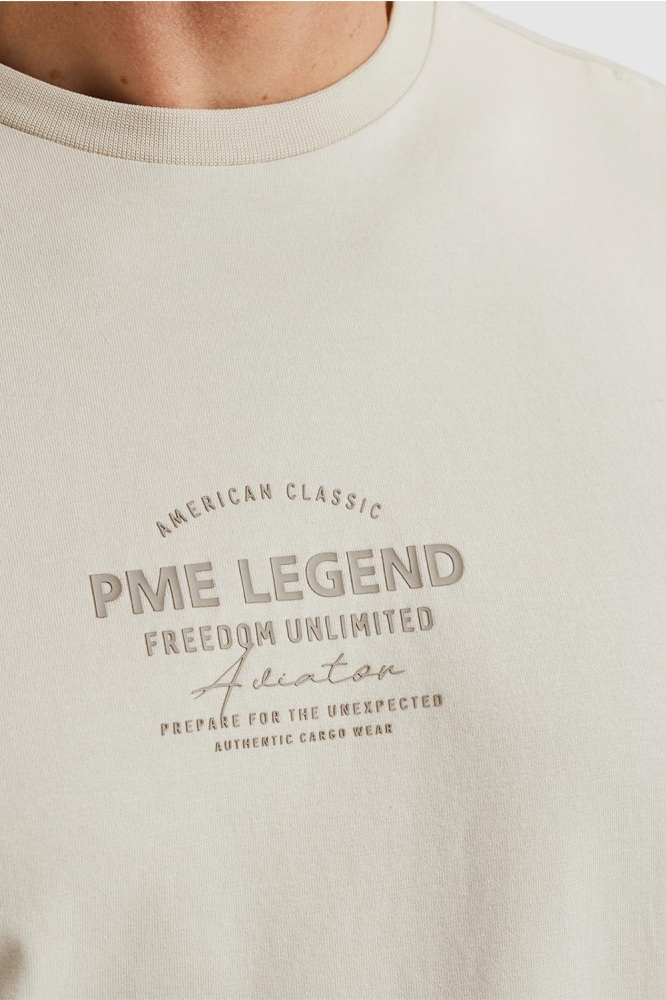 AMERICAN CLASSIC
PME LEGEND
FREEDOM UNLIMITED
Aviator
PREPARE FOR THE UNEXPECTED
AUTHENTIC CARGO WEAR